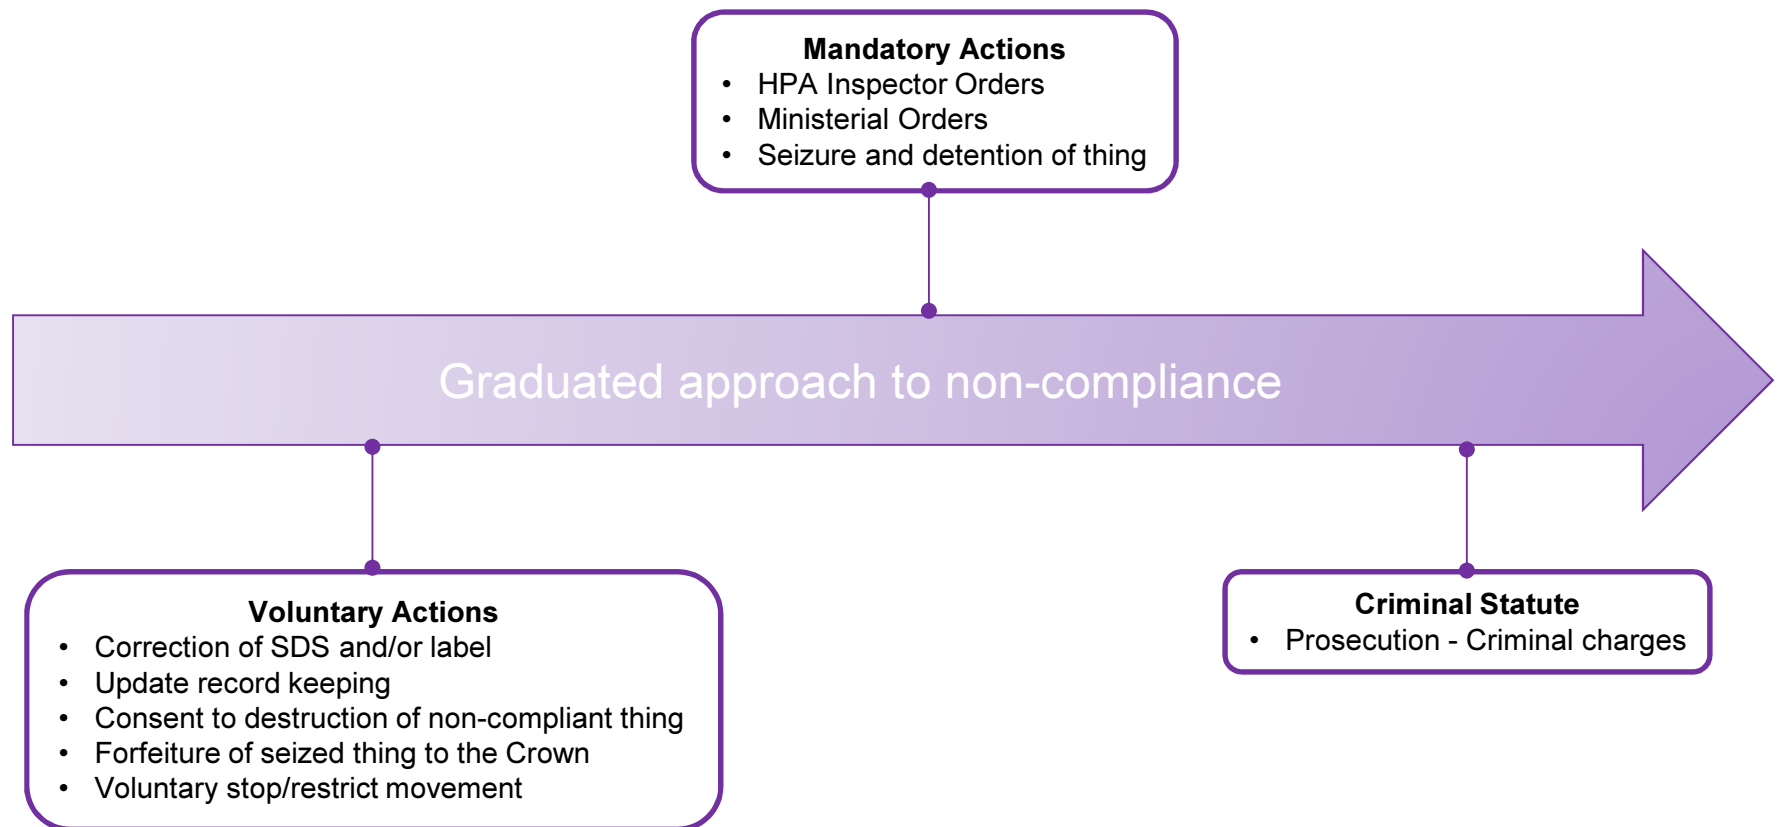 Mandatory Actions
• HPA Inspector Orders
• Ministerial Orders
• Seizure and detention of thing
Graduated approach to non-compliance
Voluntary Actions
• Correction of SDS and/or label
• Update record keeping
• Consent to destruction of non-compliant thing
• Forfeiture of seized thing to the Crown
• Voluntary stop/restrict movement
Criminal Statute
• Prosecution - Criminal charges